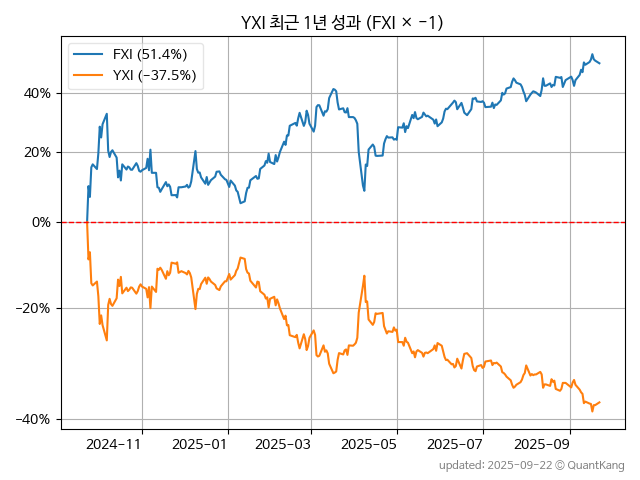 YXI 최근 1년 성과 (FXI × −1)
FXI (51.4%)
YXI (−37.5%)
40%
20%
0%
−20%
−40%
2024-11 2025-01 2025-03 2025-05 2025-07 2025-09
updated: 2025-09-22 © QuantKang